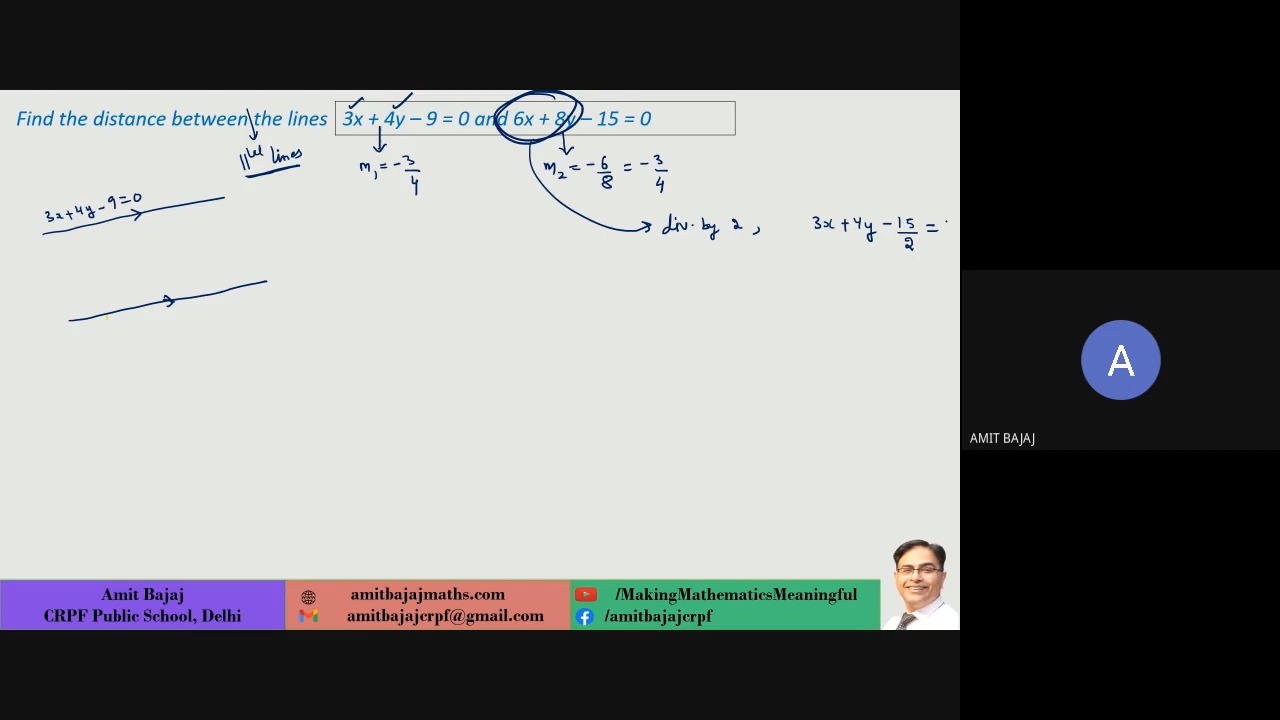 Find the distance between the lines 3x + 4y – 9 = 0 and 6x + 8y – 15 = 0
||lel lines
m₁ = -3/4
m₂ = -6/8 = -3/4
3x+4y-9=0
div. by 2, 3x + 4y - 15/2 =
A
AMIT BAJAJ
Amit Bajaj
CRPF Public School, Delhi
amitbajajmaths.com
amitbajajcrpf@gmail.com
/MakingMathematicsMeaningful
/amitbajajcrpf